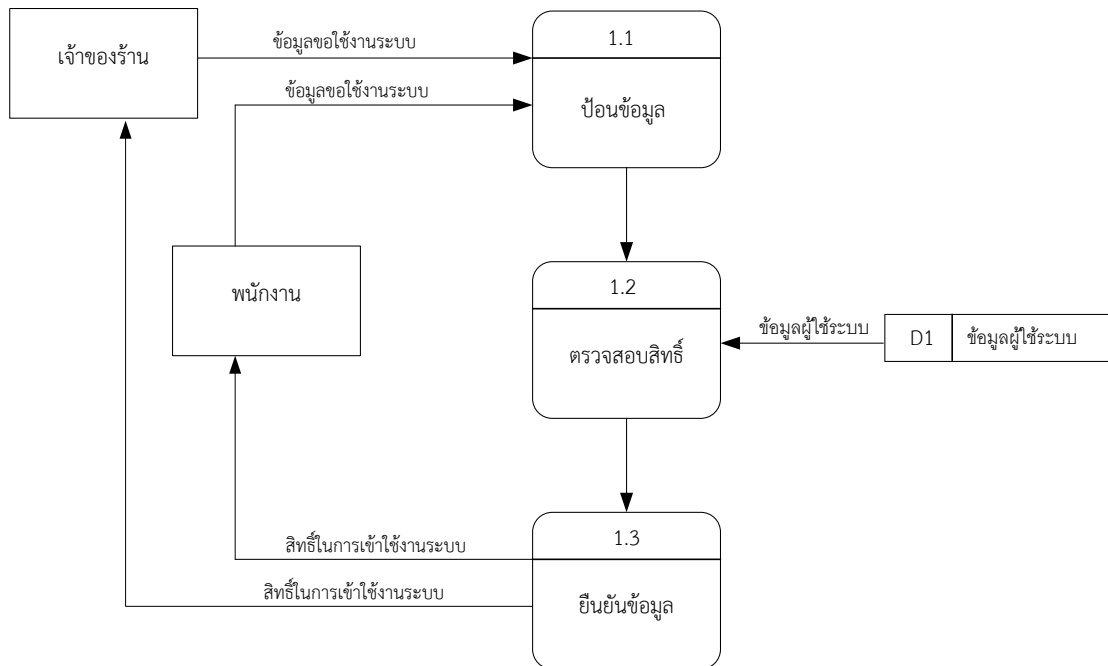 เจ้าของร้าน
ข้อมูลขอใช้งานระบบ
ข้อมูลขอใช้งานระบบ
1.1
ป้อนข้อมูล
พนักงาน
1.2
ตรวจสอบสิทธิ์
ข้อมูลผู้ใช้ระบบ
D1 ข้อมูลผู้ใช้ระบบ
สิทธิ์ในการเข้าใช้งานระบบ
สิทธิ์ในการเข้าใช้งานระบบ
1.3
ยืนยันข้อมูล